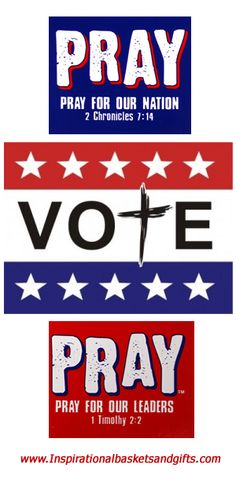 PRAY
PRAY FOR OUR NATION
2 Chronicles 7:14
VOTE
PRAY™
PRAY FOR OUR LEADERS
1 Timothy 2:2
www.Inspirationalbasketsandgifts.com